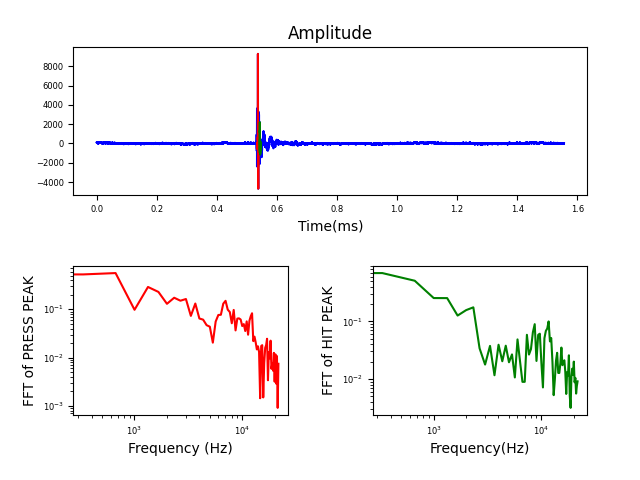 Amplitude
8000
6000
4000
2000
0
−2000
−4000
0.0 0.2 0.4 0.6 0.8 1.0 1.2 1.4 1.6
Time(ms)
FFT of PRESS PEAK
10⁻¹
10⁻²
10⁻³
10³ 10⁴
Frequency (Hz)
FFT of HIT PEAK
10⁻¹
10⁻²
10³ 10⁴
Frequency(Hz)